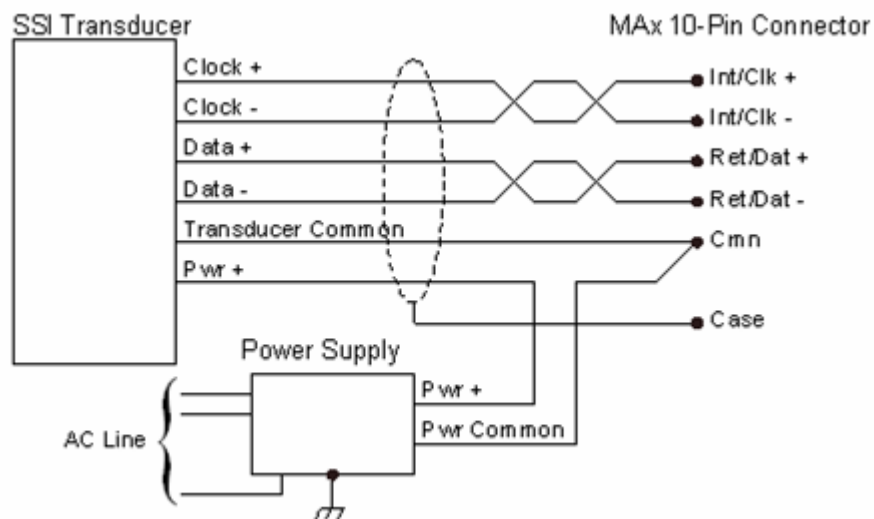 SSI Transducer
MAx 10-Pin Connector
Clock +
Int/Clk +
Clock -
Int/Clk -
Data +
Ret/Dat +
Data -
Ret/Dat -
Transducer Common
Cmn
Pwr +
Case
Power Supply
Pwr +
Pwr Common
AC Line